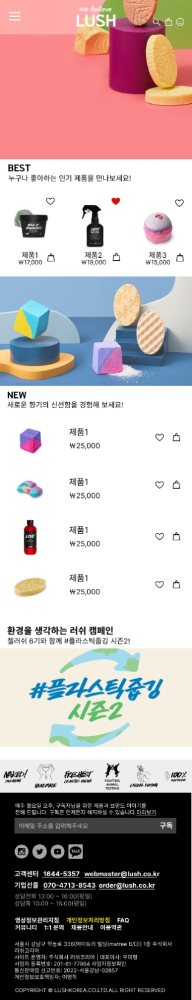 We Believe
LUSH
BEST
누구나 좋아하는 인기 제품을 만나보세요!
제품1
₩17,000
제품2
₩19,000
제품3
₩15,000
NEW
새로운 향기의 신선함을 경험해 보세요!
제품1
₩25,000
제품1
₩25,000
LOVE
제품1
₩25,000
제품1
₩25,000
환경을 생각하는 러쉬 캠페인
젤러쉬 6기와 함께 #플라스틱줍깅 시즌2!
#플라스틱줍깅
시즌2
NAKED!
PACKAGING
HANDMADE
FRESHEST
COSMETICS ONLINE
FIGHTING
ANIMAL
TESTING
ETHICAL BUYING
100%
VEGETARIAN
매주 월요일 오후, 구독자님을 위한 제품과 브랜드 이야기를
전해 드립니다. 구독은 언제든지 해지하실 수 있습니다.미리보기
이메일 주소를 입력해주세요 구독
TALK
고객센터 1644-5357 webmaster@lush.co.kr
기업선물 070-4713-8543 order@lush.co.kr
상담전화 13:00 ~ 16:00(평일)
상담톡 10:00 ~ 16:00(평일)
영상정보관리지침 개인정보처리방침 FAQ
커뮤니티 1:1 문의 채용안내 이용약관
서울시 강남구 학동로 336(메이트리 빌딩(matree B/D)) 1층 주식회사
러쉬코리아
사이트 운영자: 주식회사 러쉬코리아 | 대표이사: 우미령
사업자 등록번호: 201-81-77964 사업자정보확인
통신판매업 신고번호: 2022-서울강남-02857
개인정보보호책임자: 이명학
COPYRIGHT © LUSHKOREA.CO.LTD.ALL RIGHT RESERVED